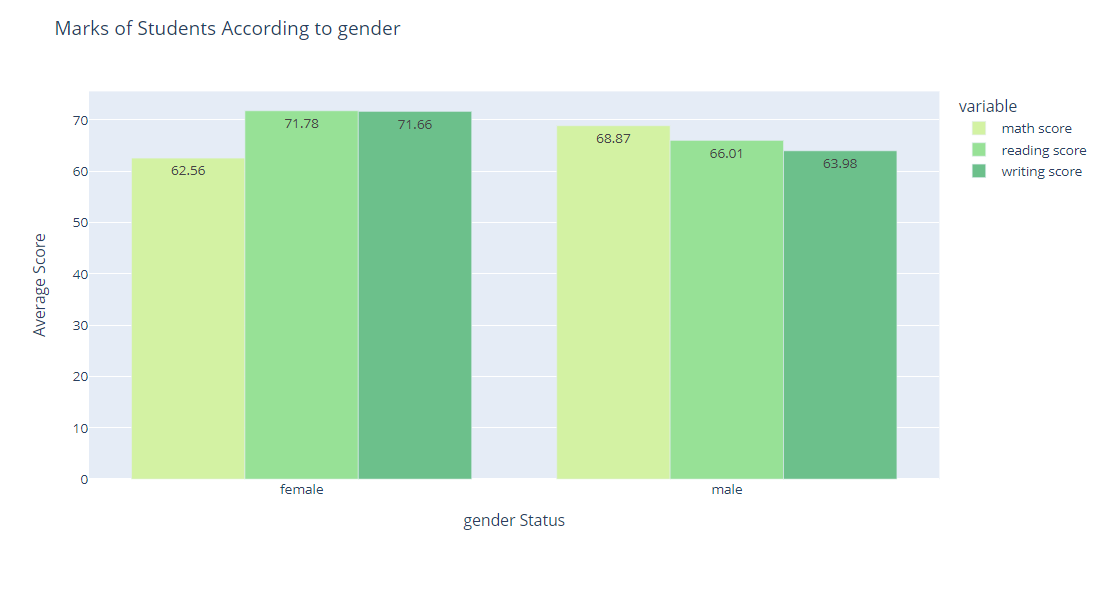 Marks of Students According to gender
variable
math score
reading score
writing score
Average Score
70
60
50
40
30
20
10
0
62.56
71.78
71.66
68.87
66.01
63.98
female
male
gender Status